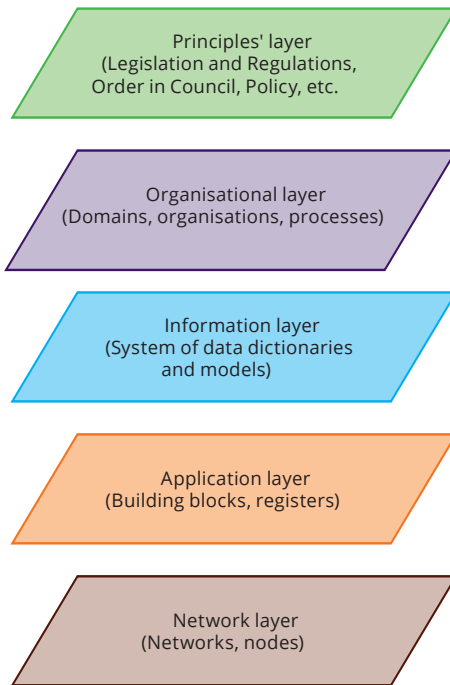 Principles' layer
(Legislation and Regulations,
Order in Council, Policy, etc.
Organisational layer
(Domains, organisations, processes)
Information layer
(System of data dictionaries
and models)
Application layer
(Building blocks, registers)
Network layer
(Networks, nodes)